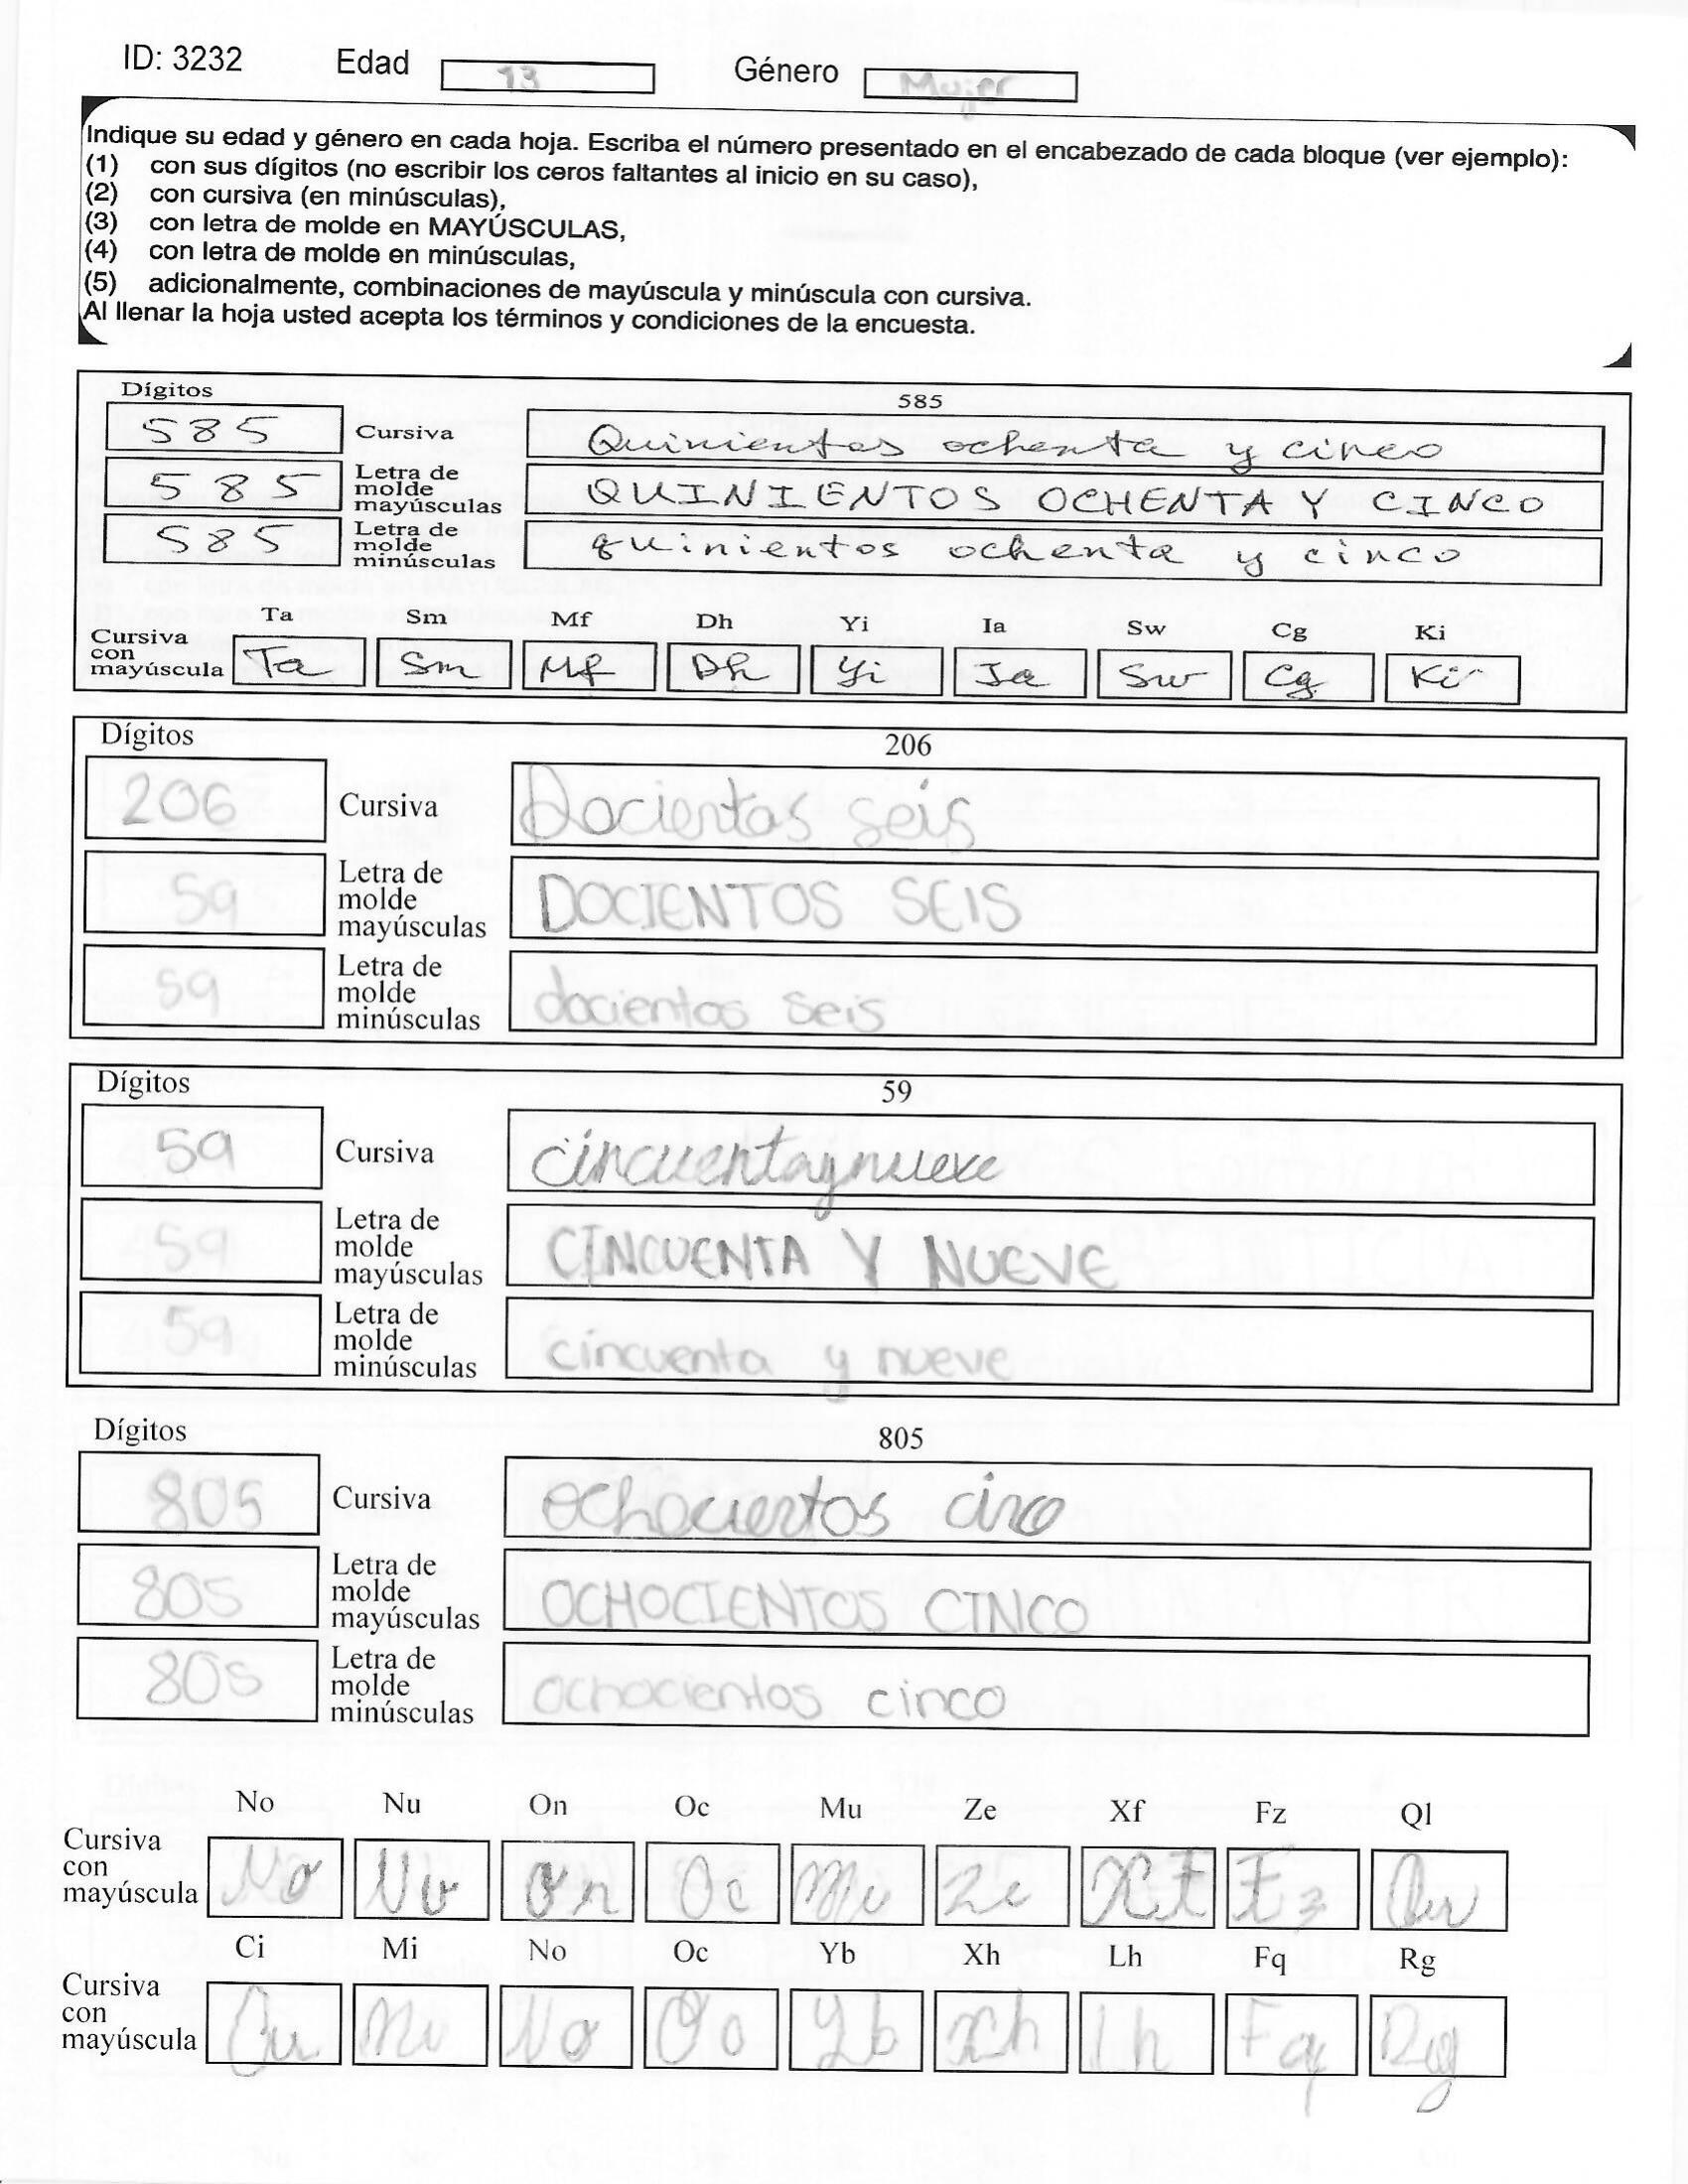 ID: 3232 Edad 13 Género Mujer
Indique su edad y género en cada hoja. Escriba el número presentado en el encabezado de cada bloque (ver ejemplo):
(1) con sus dígitos (no escribir los ceros faltantes al inicio en su caso),
(2) con cursiva (en minúsculas),
(3) con letra de molde en MAYÚSCULAS,
(4) con letra de molde en minúsculas,
(5) adicionalmente, combinaciones de mayúscula y minúscula con cursiva.
Al llenar la hoja usted acepta los términos y condiciones de la encuesta.
Dígitos 585
585 Cursiva Quinientos ochenta y cinco
585 Letra de molde mayúsculas QUINIENTOS OCHENTA Y CINCO
585 Letra de molde minúsculas quinientos ochenta y cinco
Ta Sm Mf Dh Yi Ia Sw Cg Ki
Cursiva con mayúscula Ta Sm Mf Dh Yi Ia Sw Cg Ki
Dígitos 206
206 Cursiva Docientos seis
59 Letra de molde mayúsculas DOCIENTOS SEIS
59 Letra de molde minúsculas docientos seis
Dígitos 59
59 Cursiva cincuentaynueve
59 Letra de molde mayúsculas CINCUENTA Y NUEVE
59 Letra de molde minúsculas cincuenta y nueve
Dígitos 805
805 Cursiva ochocientos cinco
805 Letra de molde mayúsculas OCHOCIENTOS CINCO
805 Letra de molde minúsculas ochocientos cinco
No Nu On Oc Mu Ze Xf Fz Ql
Cursiva con mayúscula No Nu On Oc Mu Ze Xf Fz
Ci Mi No Oc Yb Xh Lh Fq Rg
Cursiva con mayúscula Mi No Oo Yb Xh Lh Fq Rg